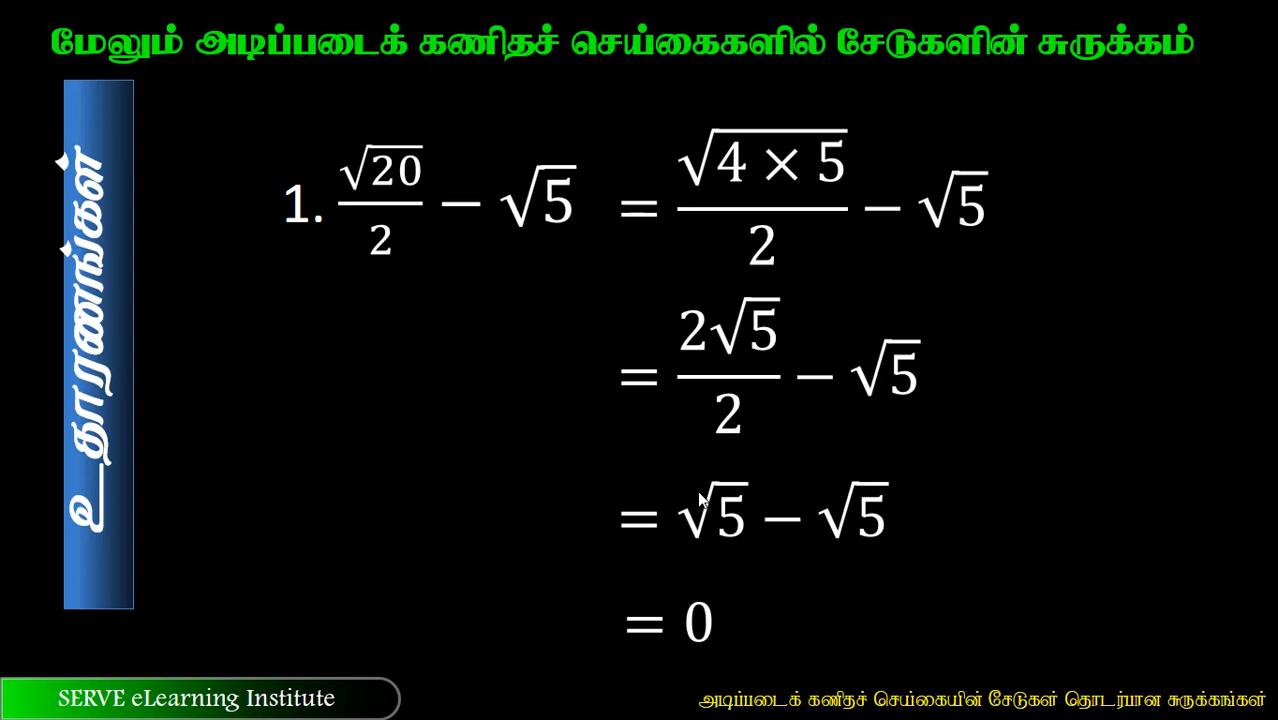 மேலும் அடிப்படைக் கணிதச் செய்கைகளில் சேடுகளின் சுருக்கம்
உதாரணங்கள்
1. √20/2 − √5 = √(4 × 5)/2 − √5
= 2√5/2 − √5
= √5 − √5
= 0
SERVE eLearning Institute
அடிப்படைக் கணிதச் செய்கையின் சேடுகள் தொடர்பான சுருக்கங்கள்